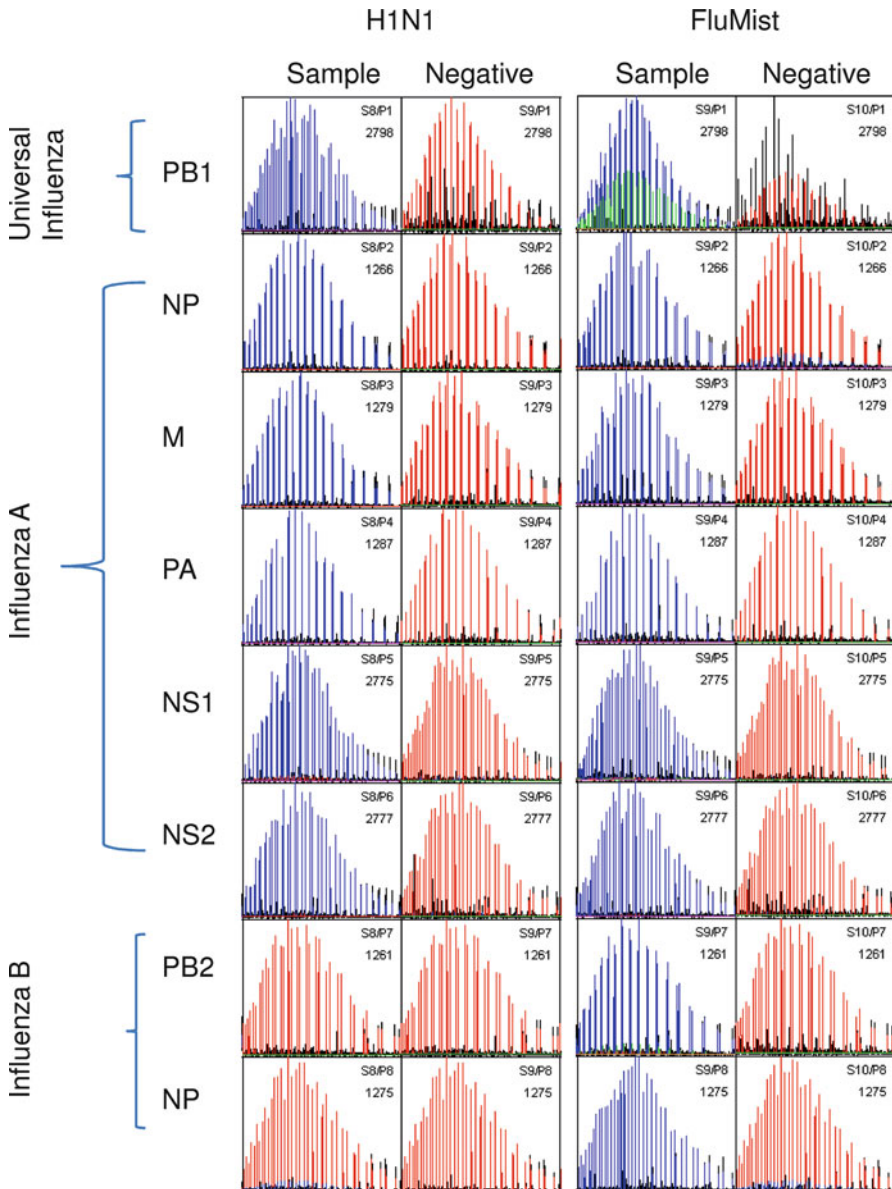 H1N1 FluMist
Sample Negative Sample Negative
Universal
Influenza
PB1
S8/P1
2798
S9/P1
2798
S9/P1
2798
S10/P1
2798
Influenza A
NP
S8/P2
1266
S9/P2
1266
S9/P2
1266
S10/P2
1266
M
S8/P3
1279
S9/P3
1279
S9/P3
1279
S10/P3
1279
PA
S8/P4
1287
S9/P4
1287
S9/P4
1287
S10/P4
1287
NS1
S8/P5
2775
S9/P5
2775
S9/P5
2775
S10/P5
2775
NS2
S8/P6
2777
S9/P6
2777
S9/P6
2777
S10/P6
2777
Influenza B
PB2
S8/P7
1261
S9/P7
1261
S9/P7
1261
S10/P7
1261
NP
S8/P8
1275
S9/P8
1275
S9/P8
1275
S10/P8
1275